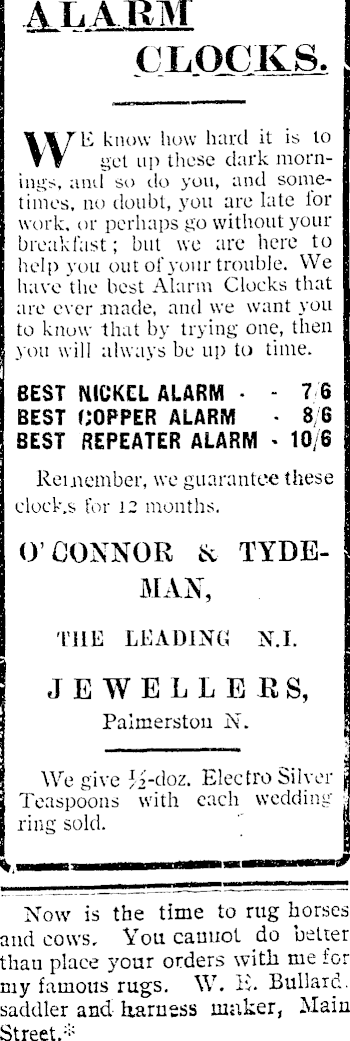 ALARM
CLOCKS.
WE know how hard it is to
get up these dark morn-
ings, and so do you, and some-
times, no doubt, you are late for
work, or perhaps go without your
breakfast; but we are here to
help you out of your trouble. We
have the best Alarm Clocks that
are ever made, and we want you
to know that by trying one, then
you will always be up to time.
BEST NICKEL ALARM - - 7/6
BEST COPPER ALARM - 8/6
BEST REPEATER ALARM - 10/6
Remember, we guarantee these
clocks for 12 months.
O'CONNOR & TYDE-
MAN,
THE LEADING N.I.
JEWELLERS,
Palmerston N.
We give ½-doz. Electro Silver
Teaspoons with each wedding
ring sold.
Now is the time to rug horses
and cows. You cannot do better
than place your orders with me for
my famous rugs. W. E. Bullard,
saddler and harness maker, Main
Street.*